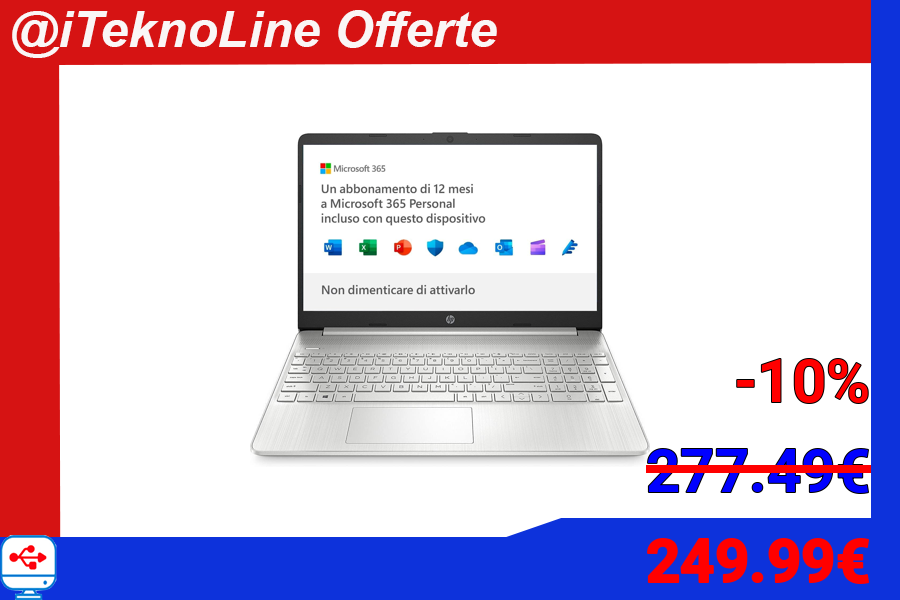 @iTeknoLine Offerte
Microsoft 365
Un abbonamento di 12 mesi
a Microsoft 365 Personal
incluso con questo dispositivo
Non dimenticare di attivarlo
hp
-10%
277.49€
249.99€